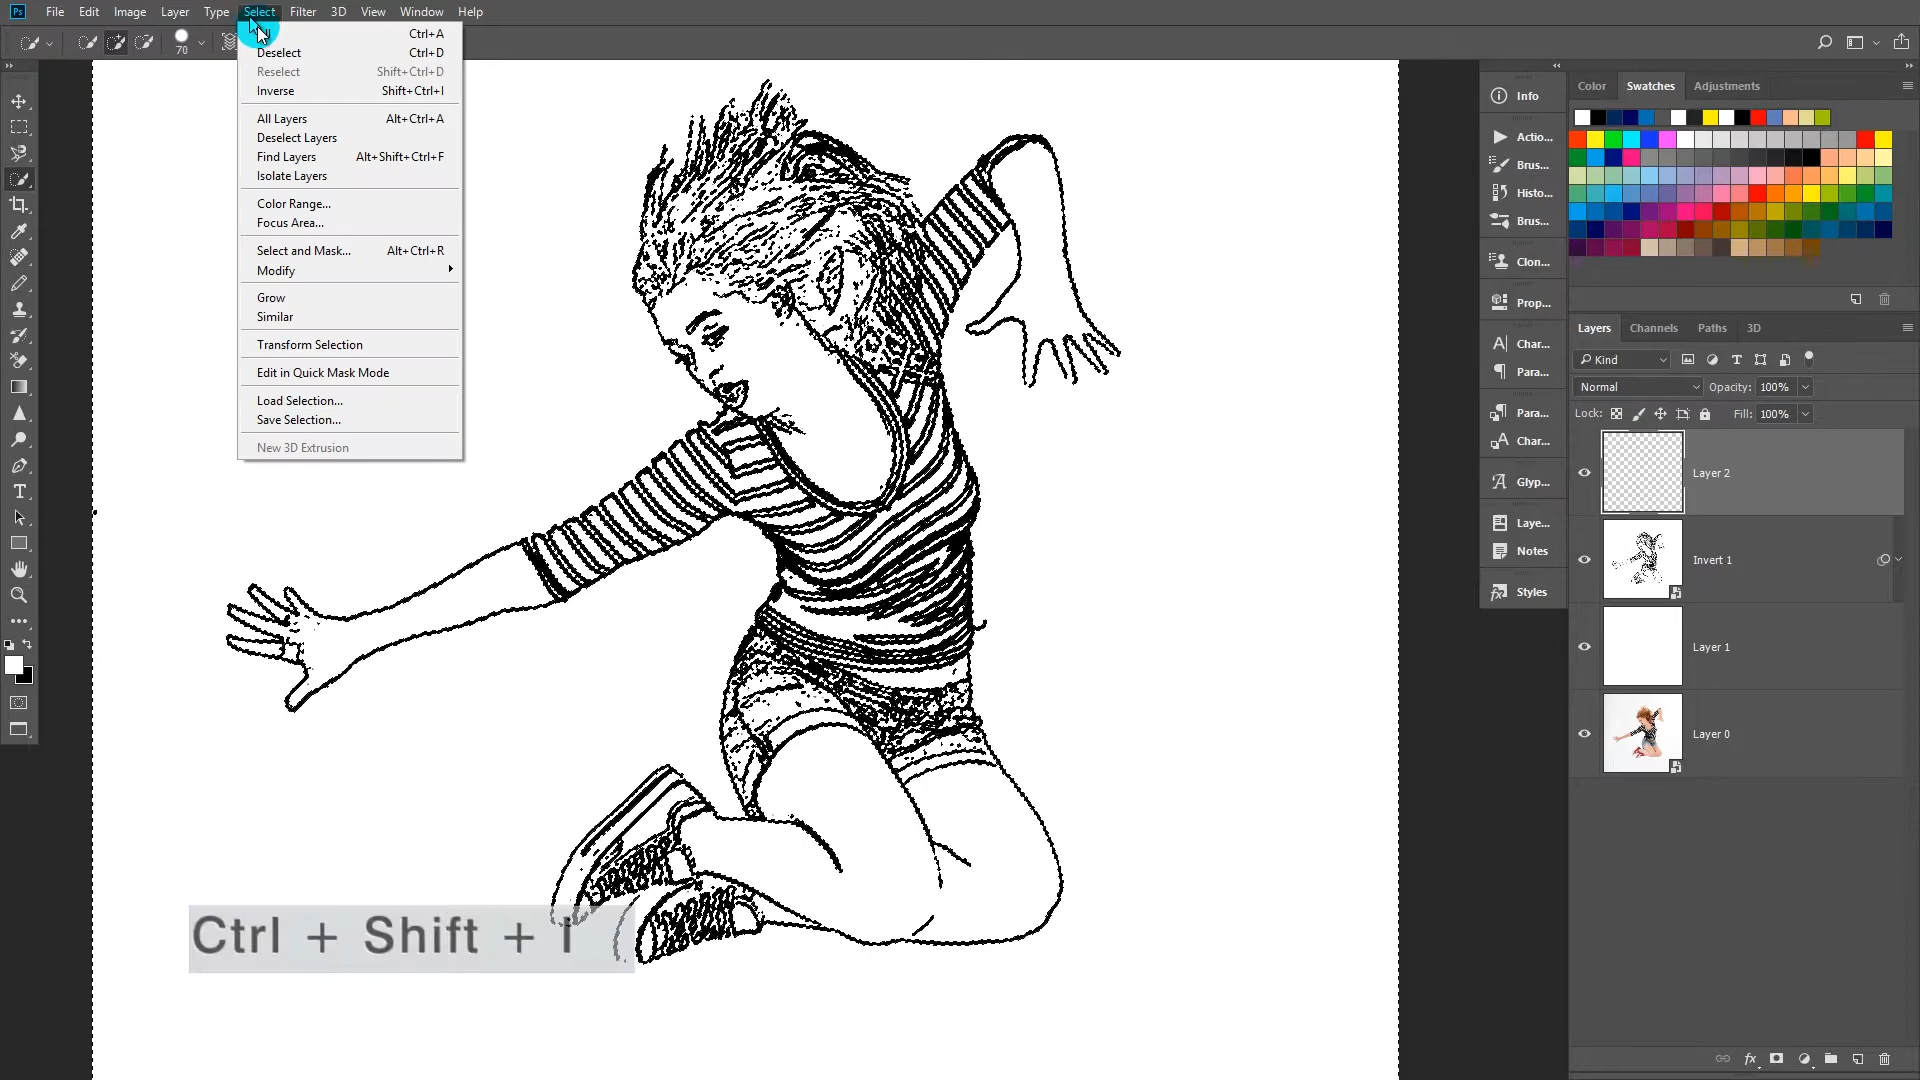 Ps File Edit Image Layer Type Select Filter 3D View Window Help
70
Ctrl+A
Deselect Ctrl+D
Reselect Shift+Ctrl+D
Inverse Shift+Ctrl+I
All Layers Alt+Ctrl+A
Deselect Layers
Find Layers Alt+Shift+Ctrl+F
Isolate Layers
Color Range...
Focus Area...
Select and Mask... Alt+Ctrl+R
Modify
Grow
Similar
Transform Selection
Edit in Quick Mask Mode
Load Selection...
Save Selection...
New 3D Extrusion
Ctrl + Shift + I
Info
Actio...
Brus...
Histo...
Brus...
Clon...
Prop...
Char...
Para...
Para...
Char...
Glyp...
Laye...
Notes
Styles
Color Swatches Adjustments
Layers Channels Paths 3D
Kind
Normal Opacity: 100%
Lock: Fill: 100%
Layer 2
Invert 1
Layer 1
Layer 0
fx